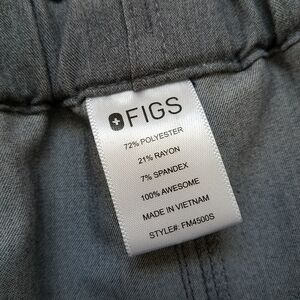 FIGS
72% POLYESTER
21% RAYON
7% SPANDEX
100% AWESOME
MADE IN VIETNAM
STYLE#: FM4500S